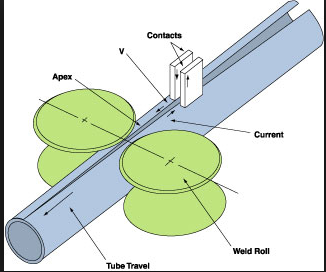 Contacts
V
Apex
Current
Weld Roll
Tube Travel